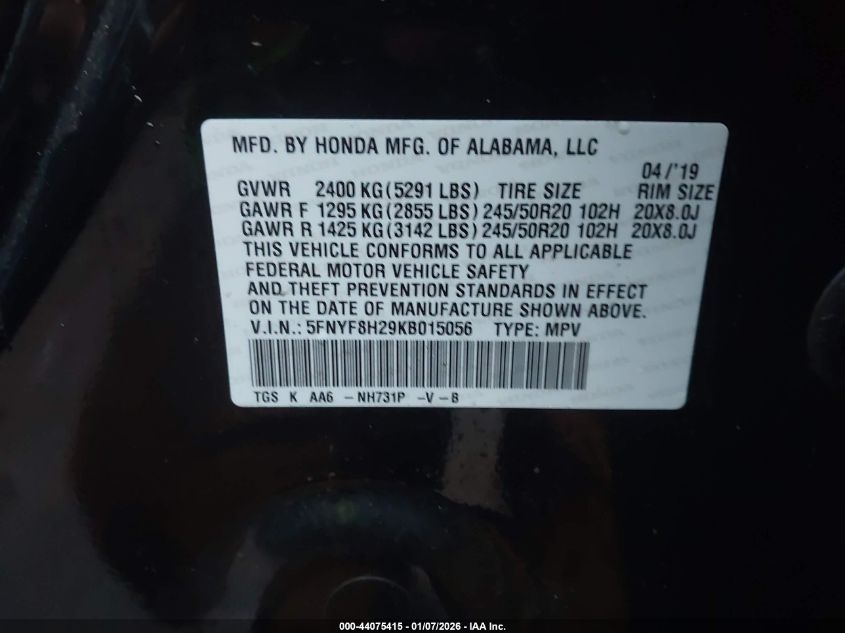 MFD. BY HONDA MFG. OF ALABAMA, LLC
04/'19
GVWR 2400 KG(5291 LBS) TIRE SIZE RIM SIZE
GAWR F 1295 KG(2855 LBS) 245/50R20 102H 20X8.0J
GAWR R 1425 KG(3142 LBS) 245/50R20 102H 20X8.0J
THIS VEHICLE CONFORMS TO ALL APPLICABLE
FEDERAL MOTOR VEHICLE SAFETY
AND THEFT PREVENTION STANDARDS IN EFFECT
ON THE DATE OF MANUFACTURE SHOWN ABOVE.
V.I.N.: 5FNYF8H29KB015056 TYPE: MPV
TGS K AA6 -NH731P -V-B
000-44075415 - 01/07/2026 - IAA Inc.